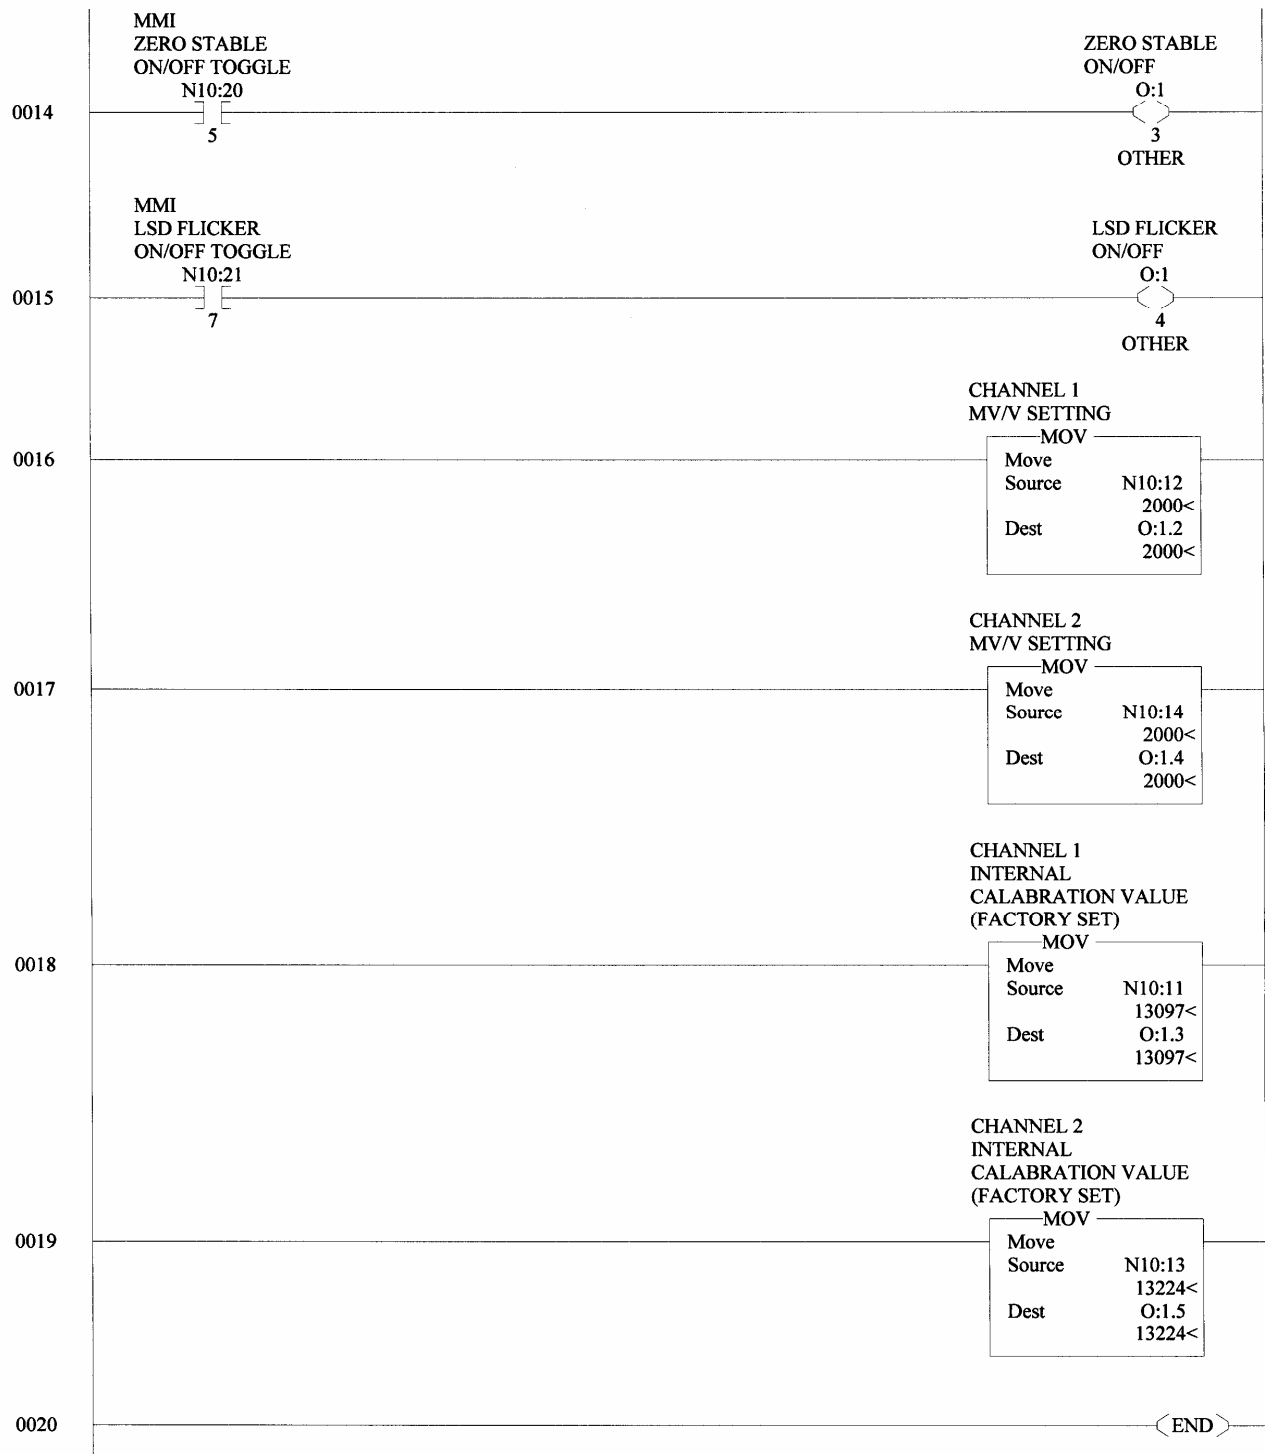 MMI
ZERO STABLE
ON/OFF TOGGLE
N10:20
5
ZERO STABLE
ON/OFF
O:1
3
OTHER
0014
MMI
LSD FLICKER
ON/OFF TOGGLE
N10:21
7
LSD FLICKER
ON/OFF
O:1
4
OTHER
0015
CHANNEL 1
MV/V SETTING
MOV
0016
Move
Source N10:12
2000<
Dest O:1.2
2000<
CHANNEL 2
MV/V SETTING
MOV
0017
Move
Source N10:14
2000<
Dest O:1.4
2000<
CHANNEL 1
INTERNAL
CALABRATION VALUE
(FACTORY SET)
MOV
0018
Move
Source N10:11
13097<
Dest O:1.3
13097<
CHANNEL 2
INTERNAL
CALABRATION VALUE
(FACTORY SET)
MOV
0019
Move
Source N10:13
13224<
Dest O:1.5
13224<
0020
END